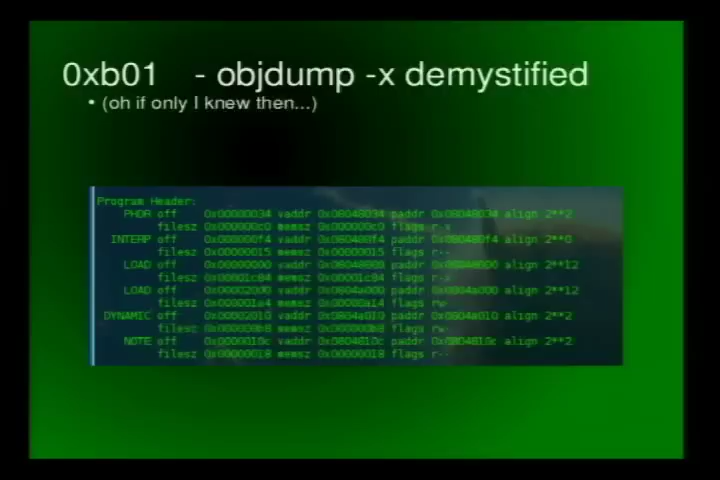 0xb01 - objdump -x demystified
• (oh if only I knew then...)
Program Header:
PHDR off 0x00000034 vaddr 0x08048034 paddr 0x08048034 align 2**2
filesz 0x000000c0 memsz 0x000000c0 flags r-x
INTERP off 0x000000f4 vaddr 0x080480f4 paddr 0x080480f4 align 2**0
filesz 0x00000015 memsz 0x00000015 flags r--
LOAD off 0x00000000 vaddr 0x08048000 paddr 0x08048000 align 2**12
filesz 0x00001c84 memsz 0x00001c84 flags r-x
LOAD off 0x00002000 vaddr 0x0804a000 paddr 0x0804a000 align 2**12
filesz 0x000001a4 memsz 0x00000a14 flags rw-
DYNAMIC off 0x00002010 vaddr 0x0804a010 paddr 0x0804a010 align 2**2
filesz 0x000000b8 memsz 0x000000b8 flags rw-
NOTE off 0x0000010c vaddr 0x0804810c paddr 0x0804810c align 2**2
filesz 0x00000018 memsz 0x00000018 flags r--